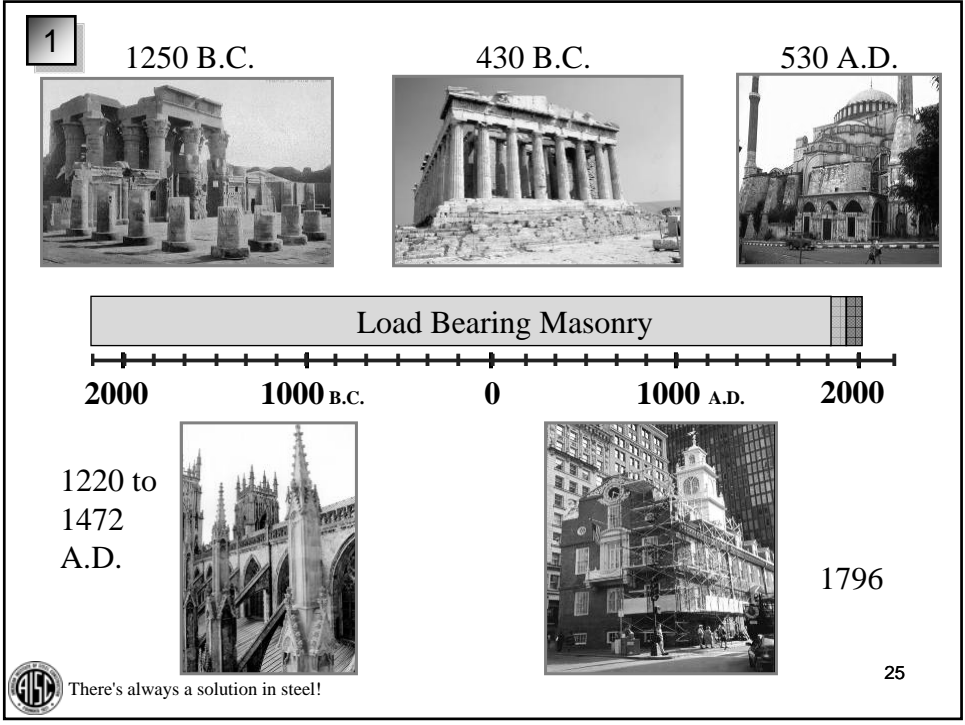 1
1250 B.C.
430 B.C.
530 A.D.
Load Bearing Masonry
2000
1000 B.C.
0
1000 A.D.
2000
1220 to
1472
A.D.
1796
AISC
There's always a solution in steel!
25